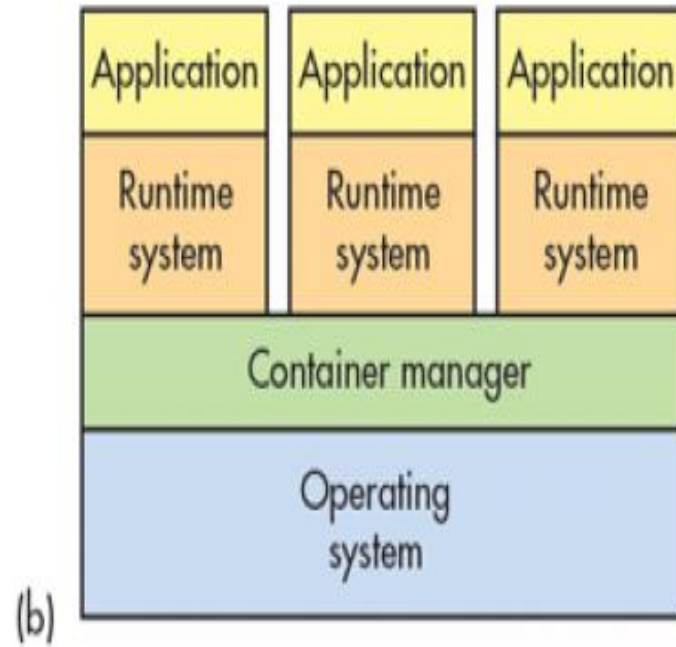 Application Application Application
Runtime Runtime Runtime
system system system
Container manager
Operating
system
(b)